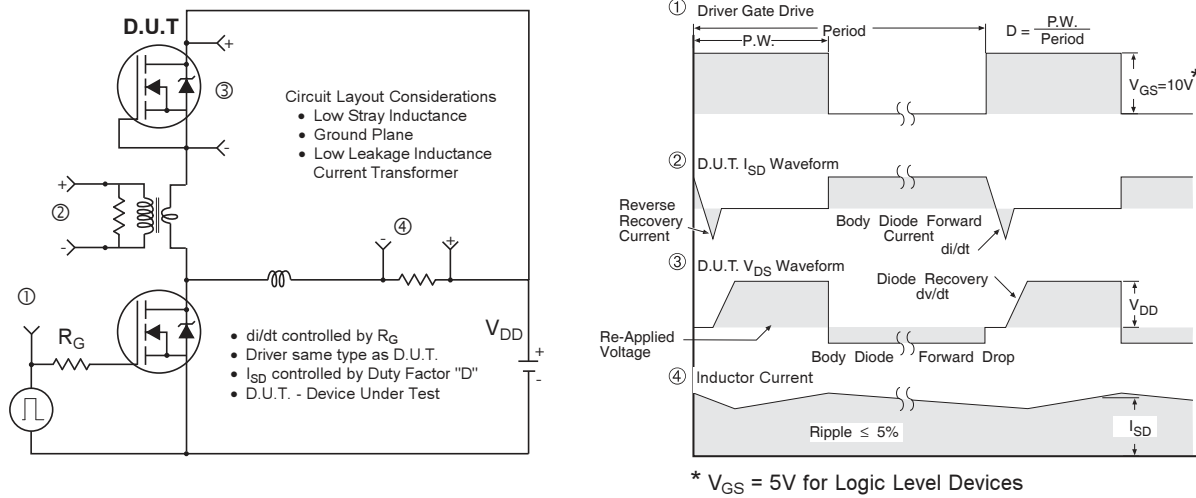 D.U.T
+
③
-
Circuit Layout Considerations
• Low Stray Inductance
• Ground Plane
• Low Leakage Inductance
Current Transformer
+
②
-
④
-
+
①
R_G
V_DD
+
-
• di/dt controlled by R_G
• Driver same type as D.U.T.
• I_SD controlled by Duty Factor "D"
• D.U.T. - Device Under Test
① Driver Gate Drive
P.W.
Period
D = P.W.
Period
V_GS=10V*
② D.U.T. I_SD Waveform
Reverse
Recovery
Current
Body Diode Forward
Current
di/dt
③ D.U.T. V_DS Waveform
Diode Recovery
dv/dt
V_DD
Re-Applied
Voltage
Body Diode Forward Drop
④ Inductor Current
Ripple ≤ 5%
I_SD
* V_GS = 5V for Logic Level Devices